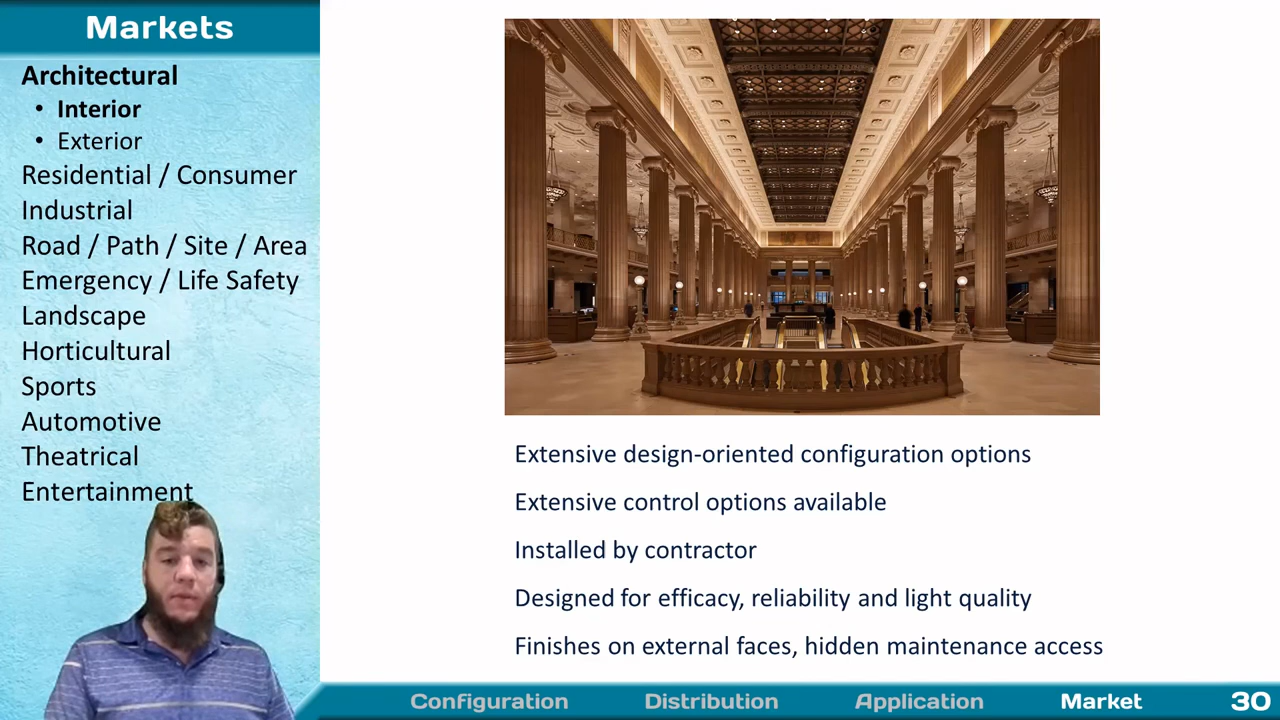 Markets
Architectural
• Interior
• Exterior
Residential / Consumer
Industrial
Road / Path / Site / Area
Emergency / Life Safety
Landscape
Horticultural
Sports
Automotive
Theatrical
Entertainment
Extensive design-oriented configuration options
Extensive control options available
Installed by contractor
Designed for efficacy, reliability and light quality
Finishes on external faces, hidden maintenance access
Configuration Distribution Application Market 30